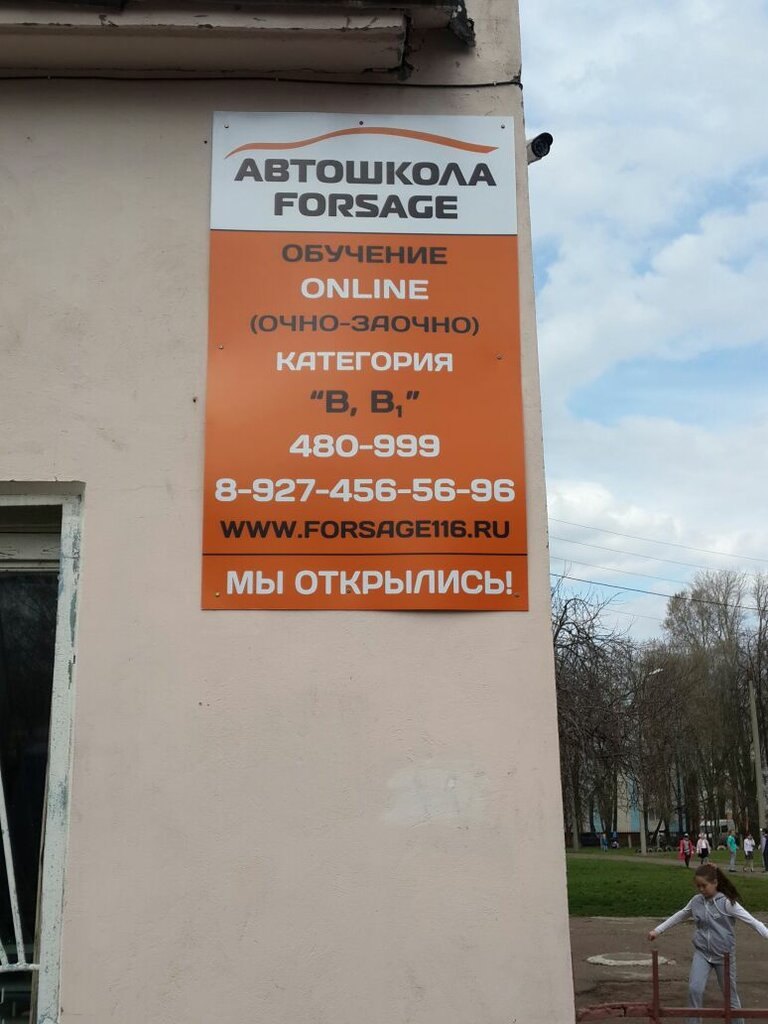 АВТОШКОЛА
FORSAGE
ОБУЧЕНИЕ
ONLINE
(ОЧНО-ЗАОЧНО)
КАТЕГОРИЯ
“B, B₁”
480-999
8-927-456-56-96
WWW.FORSAGE116.RU
МЫ ОТКРЫЛИСЬ!